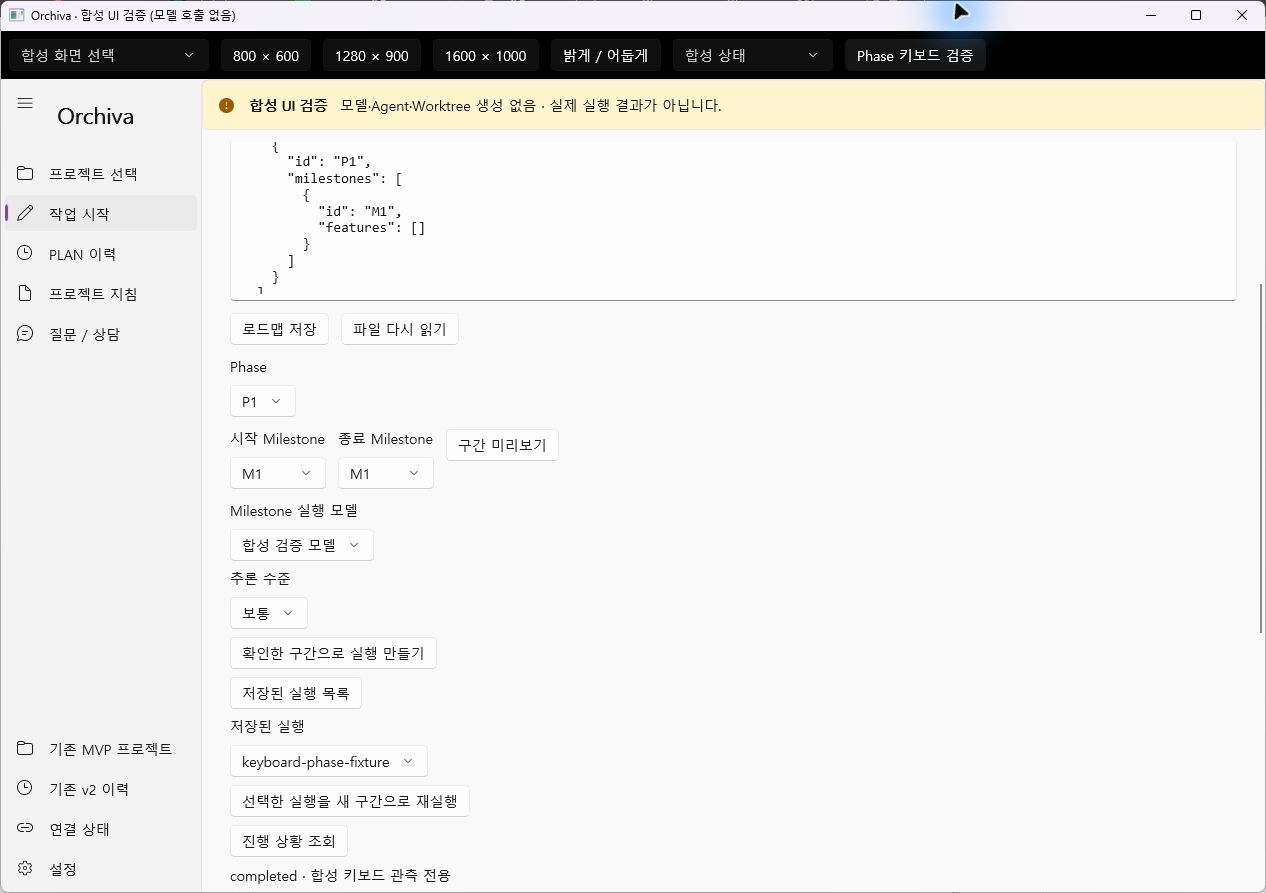 Orchiva · 합성 UI 검증 (모델 호출 없음)
합성 화면 선택
800 × 600
1280 × 900
1600 × 1000
밝게 / 어둡게
합성 상태
Phase 키보드 검증
Orchiva
프로젝트 선택
작업 시작
PLAN 이력
프로젝트 지침
질문 / 상담
기존 MVP 프로젝트
기존 v2 이력
연결 상태
설정
합성 UI 검증 모델·Agent·Worktree 생성 없음 · 실제 실행 결과가 아닙니다.
{
"id": "P1",
"milestones": [
{
"id": "M1",
"features": []
}
]
}
]
로드맵 저장
파일 다시 읽기
Phase
P1
시작 Milestone
종료 Milestone
구간 미리보기
M1
M1
Milestone 실행 모델
합성 검증 모델
추론 수준
보통
확인한 구간으로 실행 만들기
저장된 실행 목록
저장된 실행
keyboard-phase-fixture
선택한 실행을 새 구간으로 재실행
진행 상황 조회
completed · 합성 키보드 관측 전용